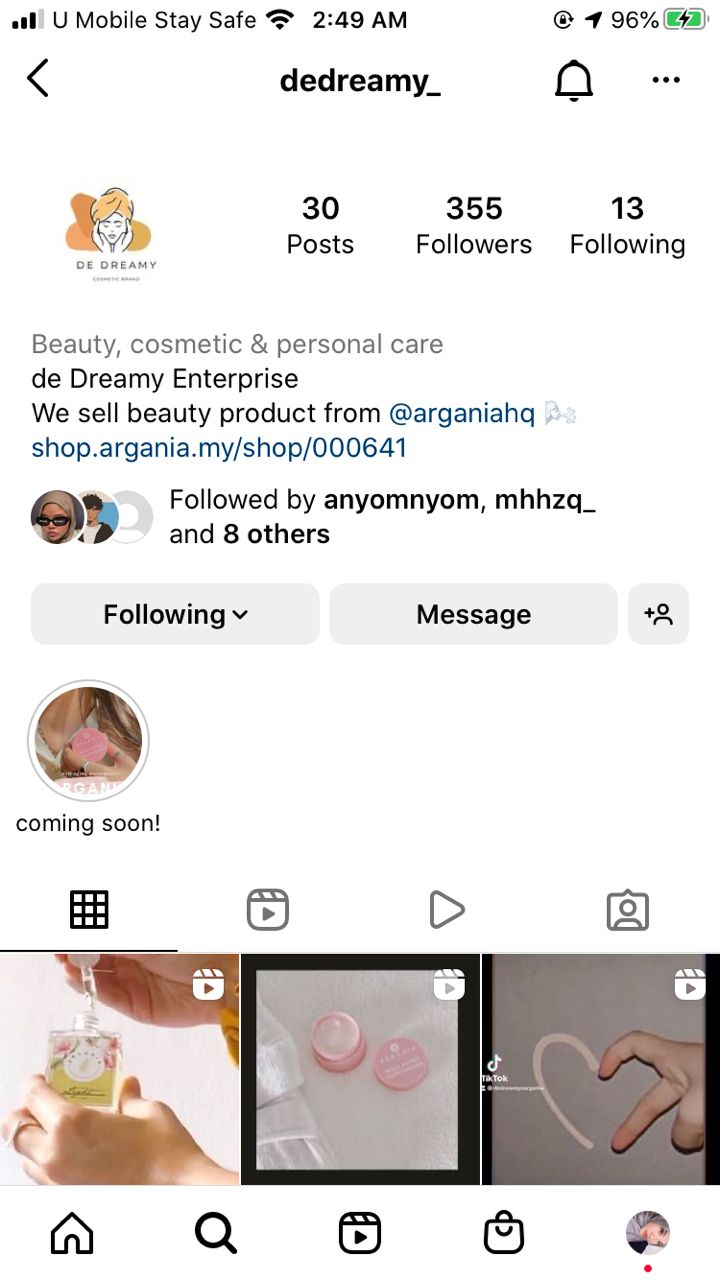 U Mobile Stay Safe 2:49 AM 96%
dedreamy_
30 355 13
Posts Followers Following
DE DREAMY
COSMETIC BRAND
Beauty, cosmetic & personal care
de Dreamy Enterprise
We sell beauty product from @arganiahq
shop.argania.my/shop/000641
Followed by anyomnyom, mhhzq_
and 8 others
Following Message
coming soon!
TikTok